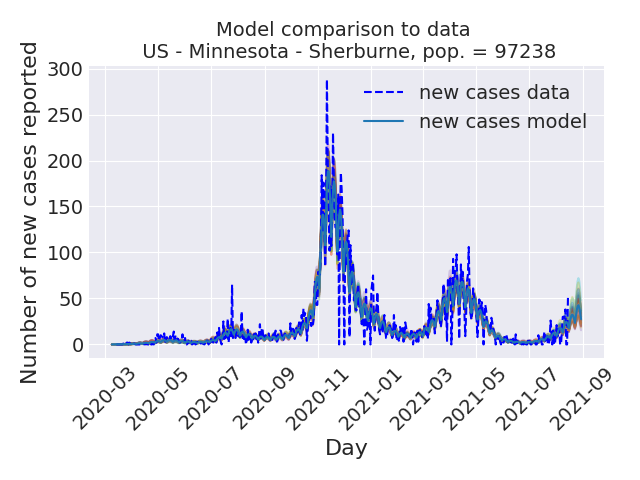 Model comparison to data
US - Minnesota - Sherburne, pop. = 97238
Number of new cases reported
300
250
200
150
100
50
0
new cases data
new cases model
2020-03
2020-05
2020-07
2020-09
2020-11
2021-01
2021-03
2021-05
2021-07
2021-09
Day